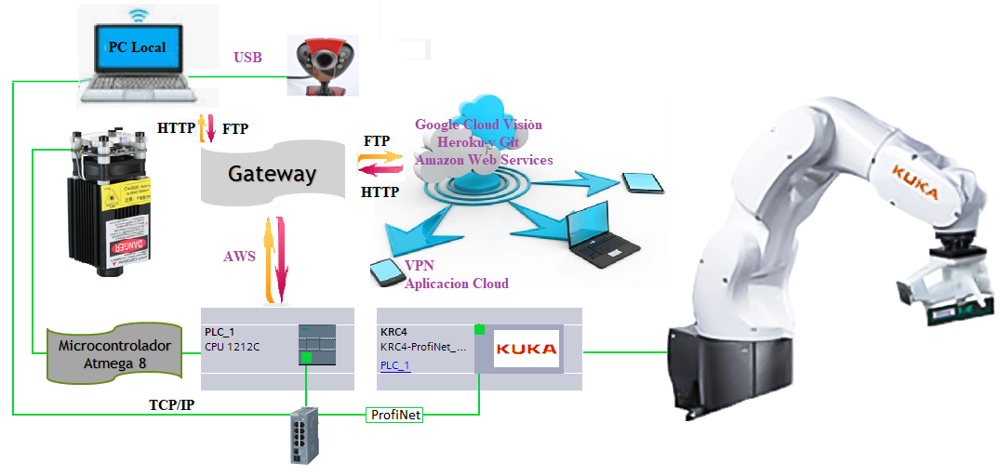 PC Local
USB
HTTP
FTP
Gateway
FTP
HTTP
Google Cloud Visiòn
Heroku y Git
Amazon Web Services
KUKA
DANGER
AWS
VPN
Aplicacion Cloud
Microcontrolador
Atmega 8
PLC_1
CPU 1212C
KRC4
KRC4-ProfiNet_...
PLC_1
KUKA
TCP/IP
ProfiNet